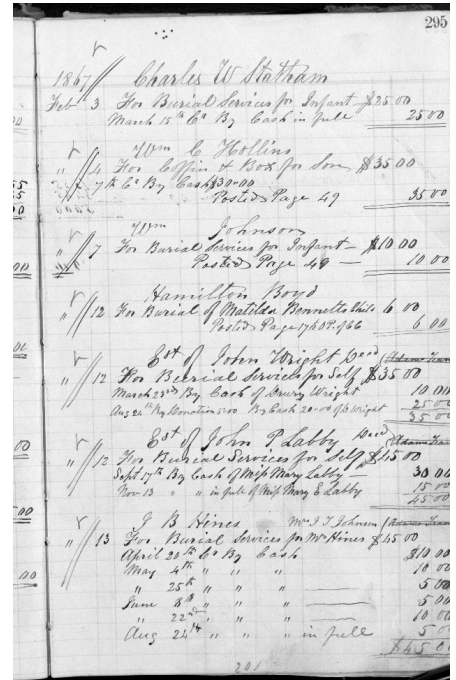 295
1867 Charles W Statham
Feb 3 For Burial Services for Infant $25 00
March 15th Cr By Cash in full 25 00
Wm C Hollins
" 4 For Coffin & Box for Son $35 00
7th Cr By Cash $30-00
Posted Page 49 35 00
Wm Johnson
" 7 For Burial Services for Infant $10 00
Posted Page 49 10 00
Hamilton Boyd
" 12 For Burial of Matilda Bennetts 6 00
Posted Page 6 00
Est of John Wright Decd
" 12 For Burial Services for Self $35 00
March 23rd By Cash of Drury Wright 10 00
Aug 24th By Donation 5.00 By Cash 20-00 of Wright 25 00
35 00
Est of John P Labby Decd
" 12 For Burial Services for Self $45 00
Sept 17th By Cash of Miss Mary Labby 30 00
Nov 13 " " in full of Miss Mary E Labby 15 00
45 00
J B Hines Mrs J T Johnson
" 13 For Burial Services for Mr Hines $45 00
April 20th Cr By Cash $10 00
May 4th " " " 10 00
" 25th " " " 5 00
June 8th " " " 5 00
" 22nd " " " 10 00
Aug 24th " " " in full 5 00
$45 00